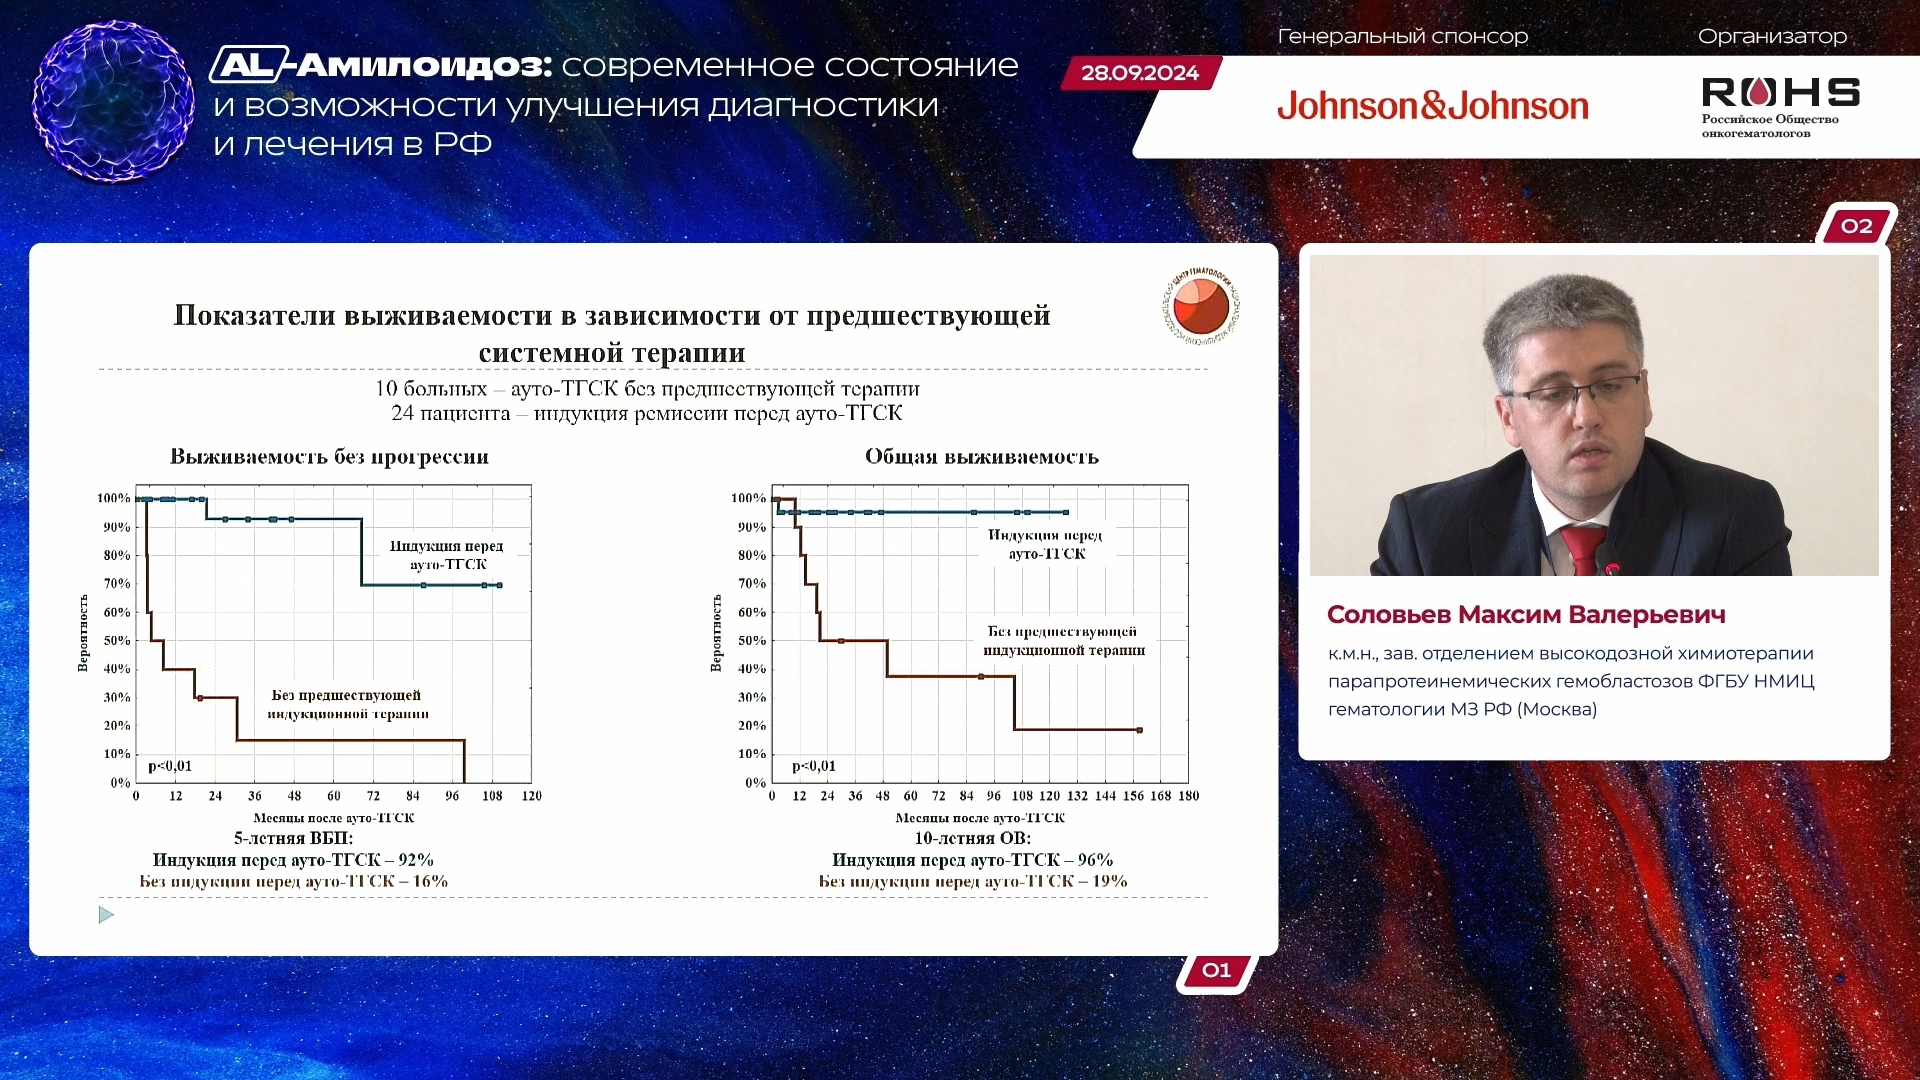 AL-Амилоидоз: современное состояние
и возможности улучшения диагностики
и лечения в РФ
28.09.2024
Генеральный спонсор
Johnson&Johnson
Организатор
ROHS
Российское Общество
онкогематологов
Показатели выживаемости в зависимости от предшествующей
системной терапии
10 больных – ауто-ТГСК без предшествующей терапии
24 пациента – индукция ремиссии перед ауто-ТГСК
Выживаемость без прогрессии
100%
90%
80%
70%
60%
50%
40%
30%
20%
10%
0%
Вероятность
Индукция перед
ауто-ТГСК
Без предшествующей
индукционной терапии
p<0,01
0 12 24 36 48 60 72 84 96 108 120
Месяцы после ауто-ТГСК
5-летняя ВБП:
Индукция перед ауто-ТГСК – 92%
Без индукции перед ауто-ТГСК – 16%
Общая выживаемость
100%
90%
80%
70%
60%
50%
40%
30%
20%
10%
0%
Вероятность
Индукция перед
ауто-ТГСК
Без предшествующей
индукционной терапии
p<0,01
0 12 24 36 48 60 72 84 96 108 120 132 144 156 168 180
Месяцы после ауто-ТГСК
10-летняя ОВ:
Индукция перед ауто-ТГСК – 96%
Без индукции перед ауто-ТГСК – 19%
01
02
Соловьев Максим Валерьевич
к.м.н., зав. отделением высокодозной химиотерапии
парапротеинемических гемобластозов ФГБУ НМИЦ
гематологии МЗ РФ (Москва)